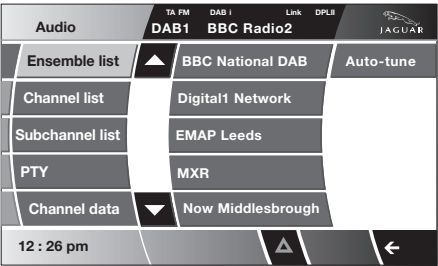 TA FM DAB i Link DPLII
Audio DAB1 BBC Radio2 JAGUAR
Ensemble list BBC National DAB Auto-tune
Channel list Digital1 Network
Subchannel list EMAP Leeds
PTY MXR
Channel data Now Middlesbrough
12 : 26 pm